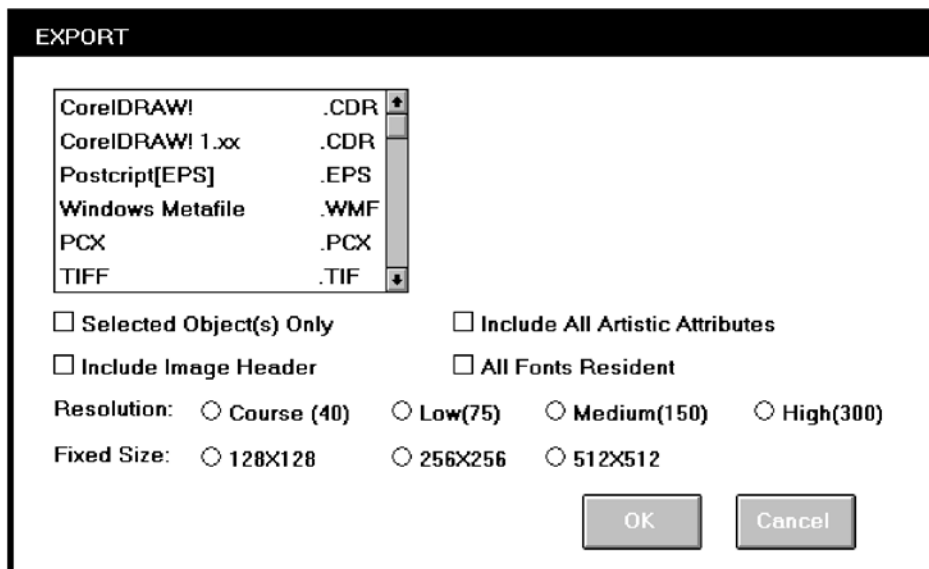 EXPORT
CorelDRAW! .CDR
CorelDRAW! 1.xx .CDR
Postcript[EPS] .EPS
Windows Metafile .WMF
PCX .PCX
TIFF .TIF
Selected Object(s) Only Include All Artistic Attributes
Include Image Header All Fonts Resident
Resolution: Course (40) Low(75) Medium(150) High(300)
Fixed Size: 128X128 256X256 512X512
OK Cancel